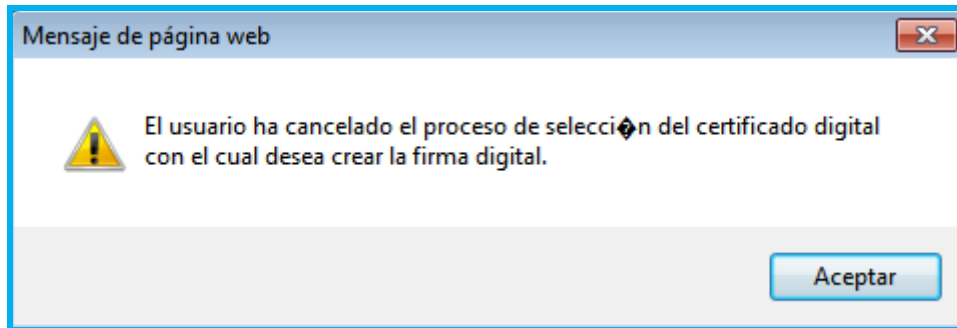 Mensaje de página web
El usuario ha cancelado el proceso de selecci�n del certificado digital
con el cual desea crear la firma digital.
Aceptar